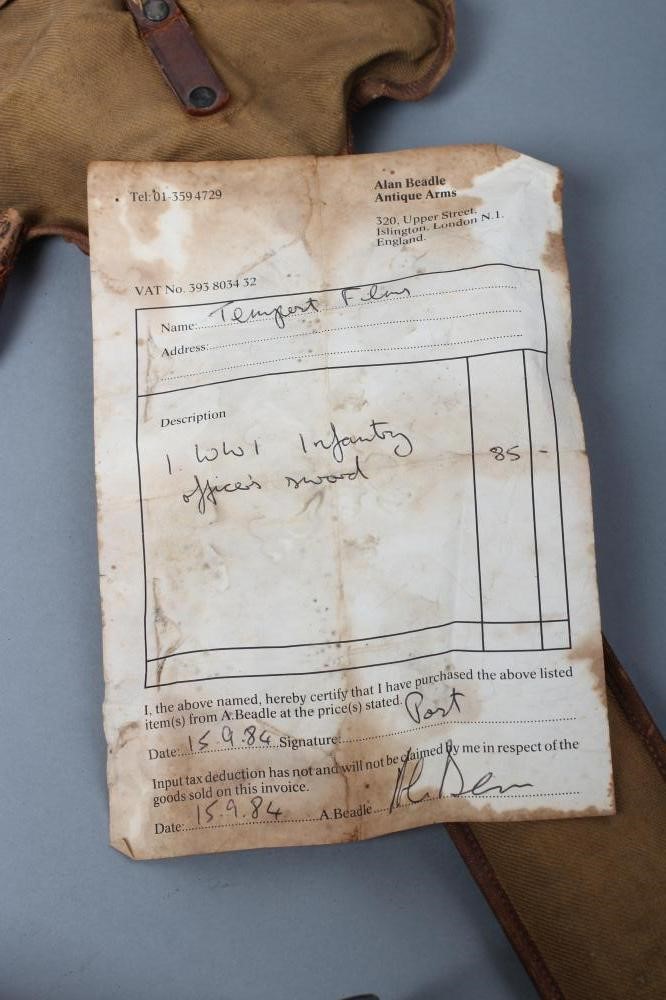 Tel: 01-359 4729
Alan Beadle
Antique Arms
320, Upper Street,
Islington, London N.1.
England.
VAT No. 393 8034 32
Name: Tempest Films
Address:
Description
1. WW1 Infantry 85 -
officer's sword
I, the above named, hereby certify that I have purchased the above listed
item(s) from A.Beadle at the price(s) stated.
Date: 15.9.84 Signature: Post
Input tax deduction has not and will not be claimed by me in respect of the
goods sold on this invoice.
Date: 15.9.84 A.Beadle